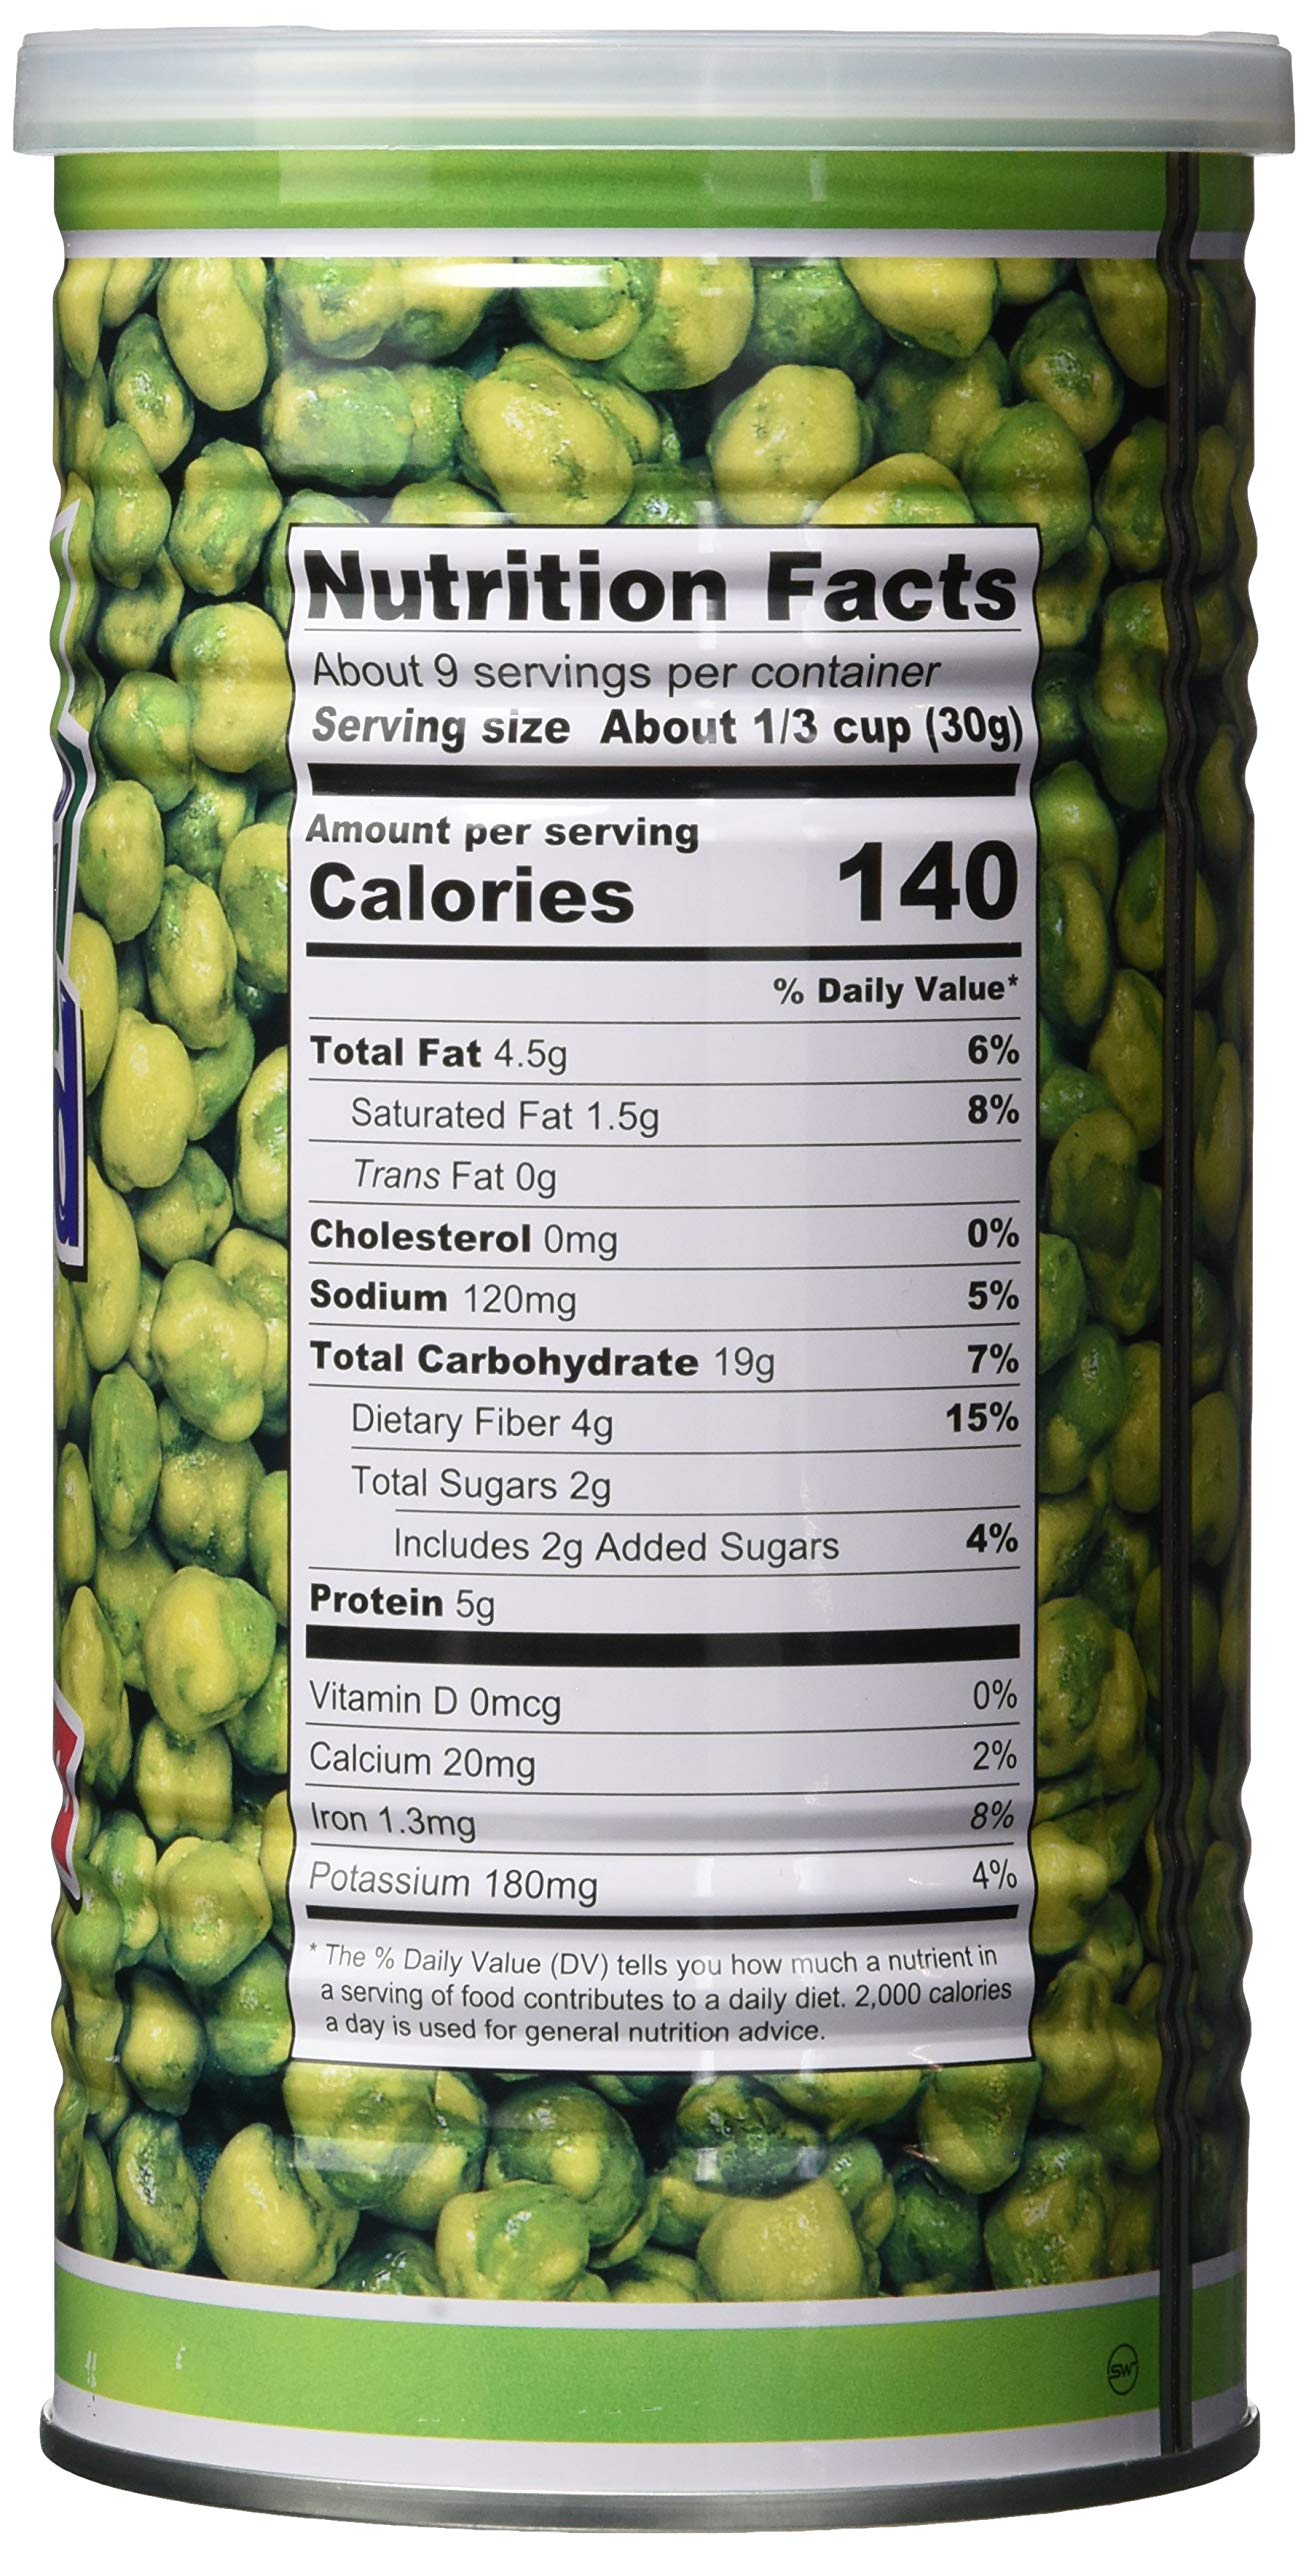 Nutrition Facts
About 9 servings per container
Serving size About 1/3 cup (30g)
Amount per serving
Calories 140
% Daily Value*
Total Fat 4.5g 6%
Saturated Fat 1.5g 8%
Trans Fat 0g
Cholesterol 0mg 0%
Sodium 120mg 5%
Total Carbohydrate 19g 7%
Dietary Fiber 4g 15%
Total Sugars 2g
Includes 2g Added Sugars 4%
Protein 5g
Vitamin D 0mcg 0%
Calcium 20mg 2%
Iron 1.3mg 8%
Potassium 180mg 4%
* The % Daily Value (DV) tells you how much a nutrient in
a serving of food contributes to a daily diet. 2,000 calories
a day is used for general nutrition advice.
SW